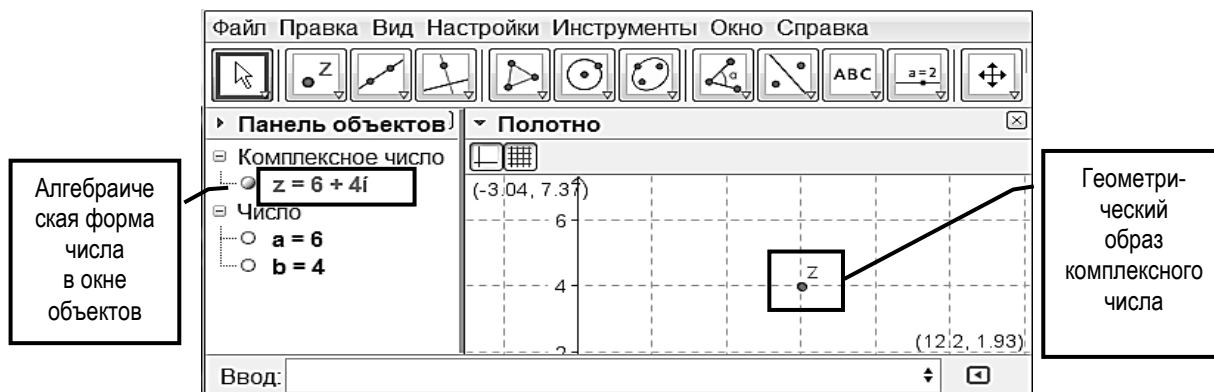 Файл Правка Вид Настройки Инструменты Окно Справка
Z
α
ABC
a=2
Панель объектов
Полотно
Комплексное число
z = 6 + 4í
Число
a = 6
b = 4
(-3.04, 7.37)
6
4
2
z
(12.2, 1.93)
Ввод:
Алгебраиче
ская форма
числа
в окне
объектов
Геометри-
ческий
образ
комплексного
числа